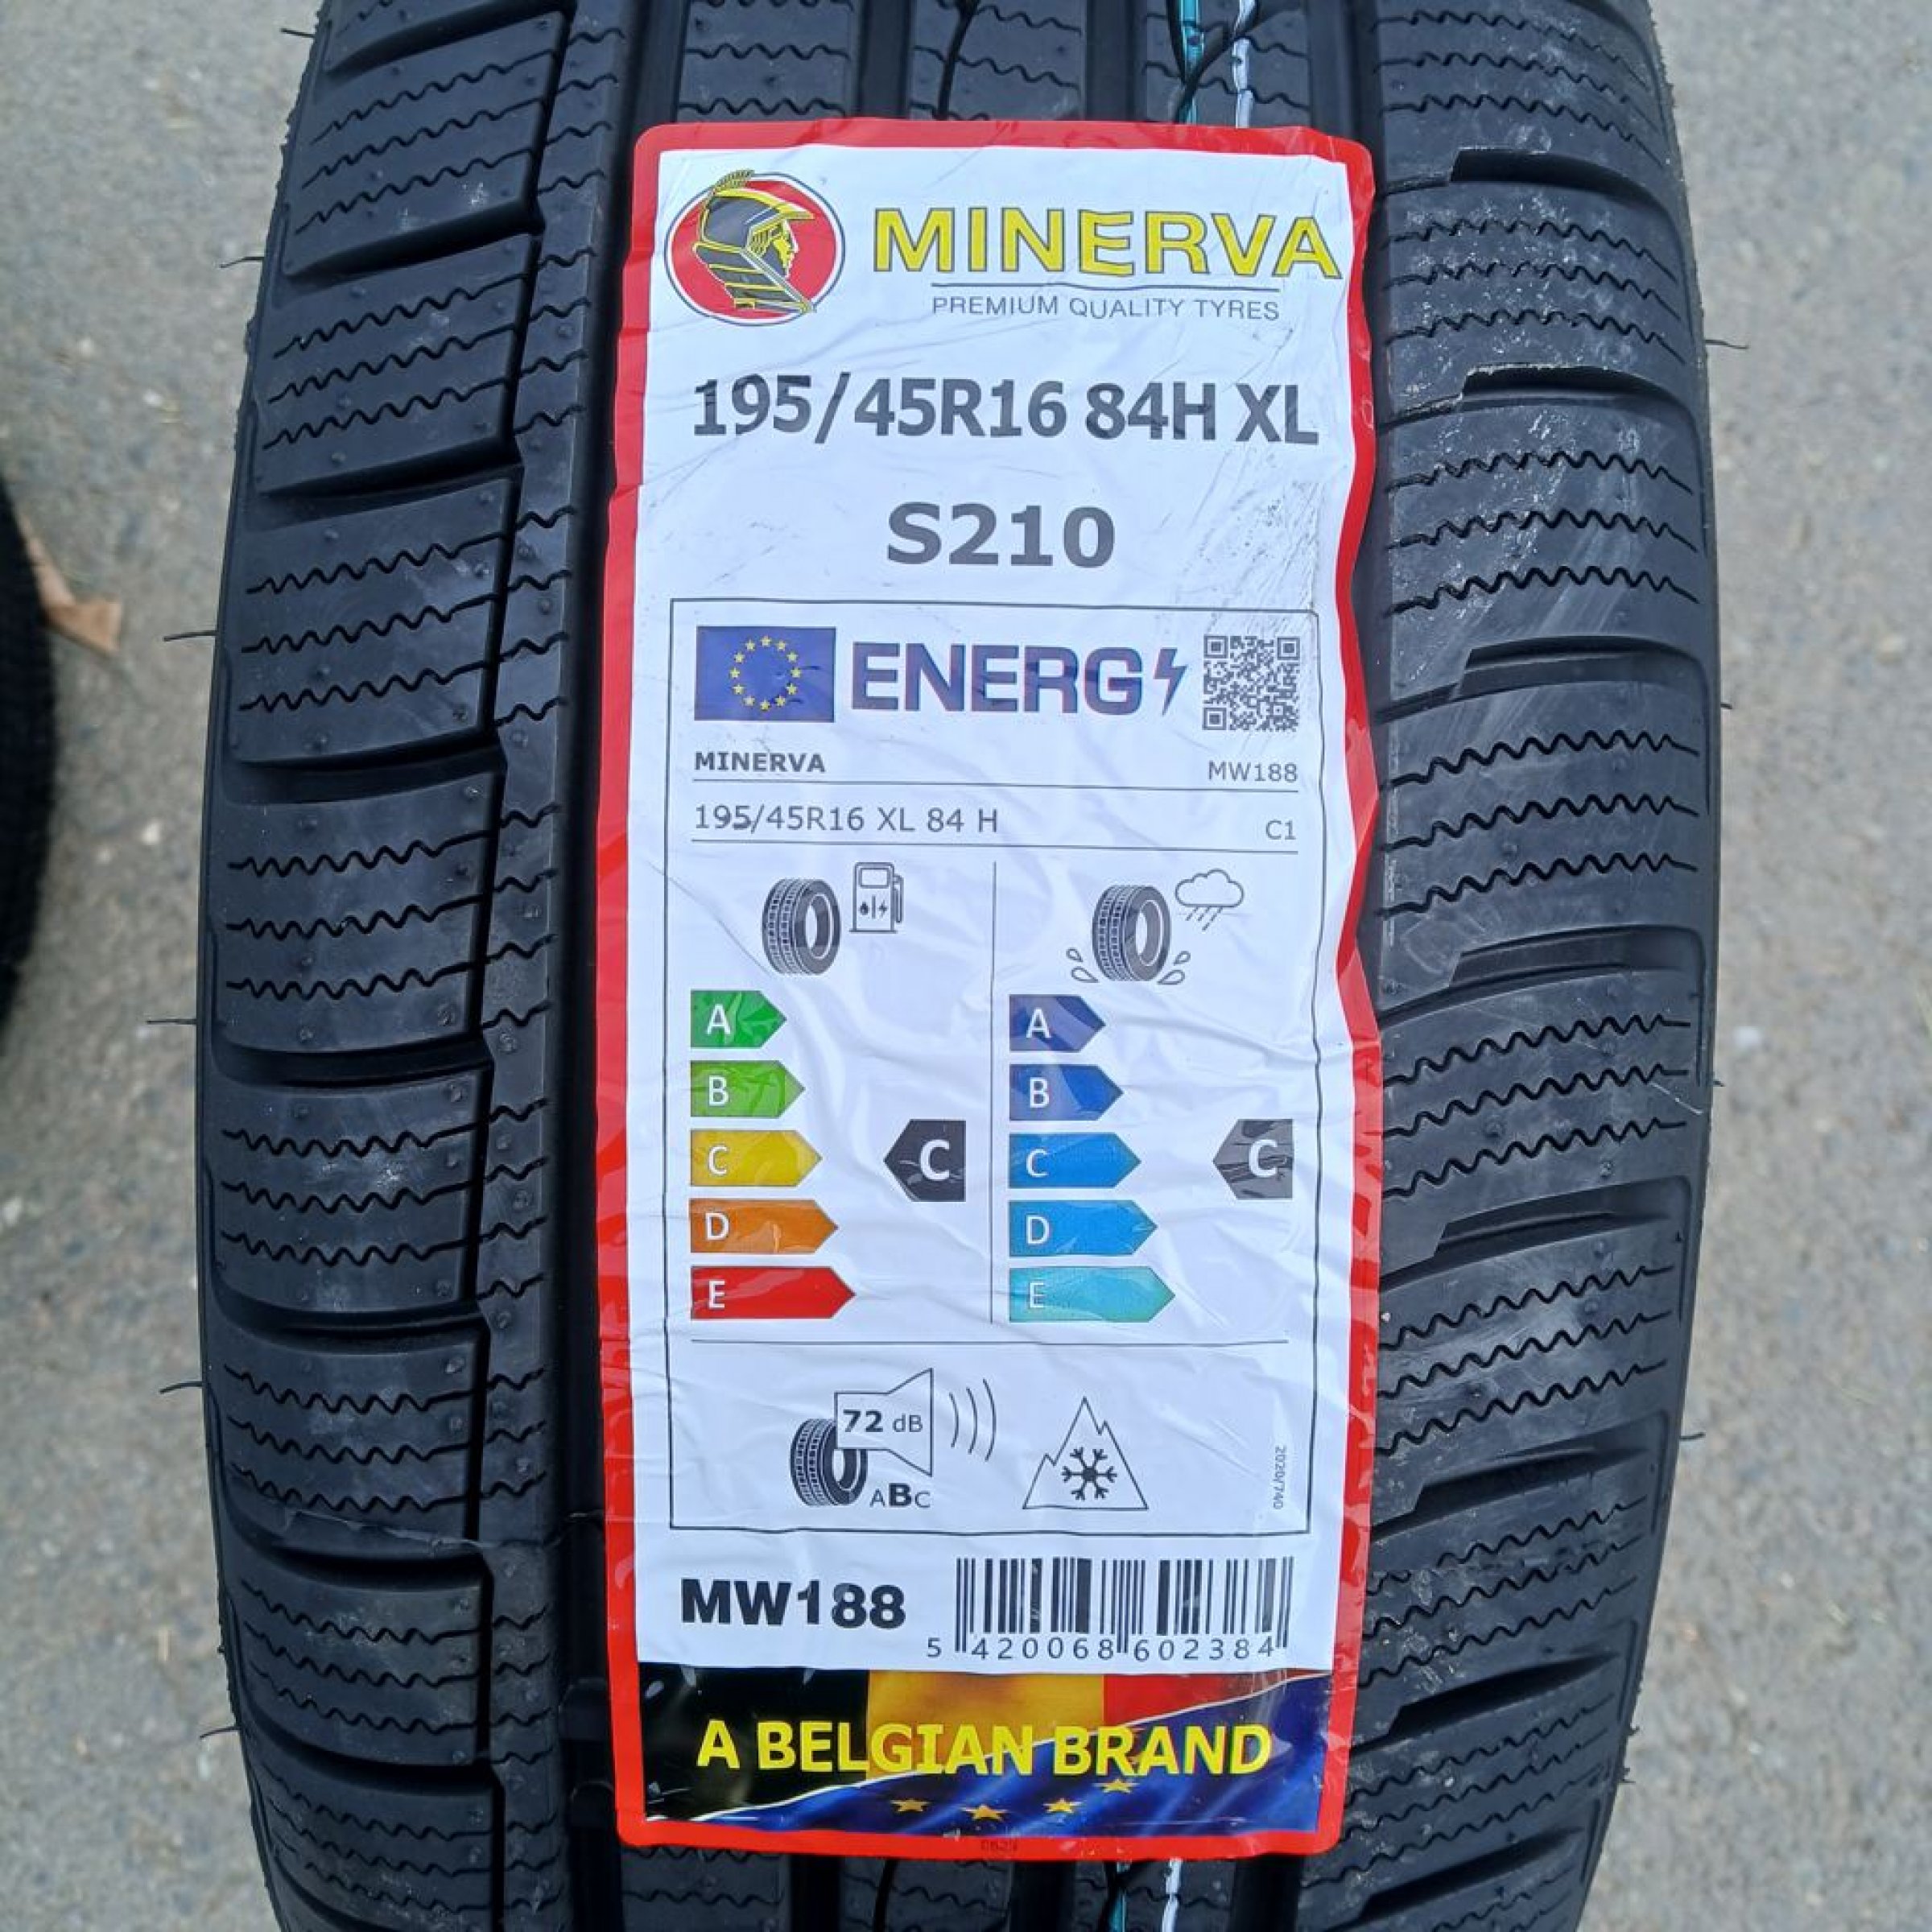 MINERVA
PREMIUM QUALITY TYRES
195/45R16 84H XL
S210
ENERG
MINERVA MW188
195/45R16 XL 84 H C1
A A
B B
C C C C
D D
E E
72 dB
ABC
2020/740
MW188
5 420068 602384
A BELGIAN BRAND